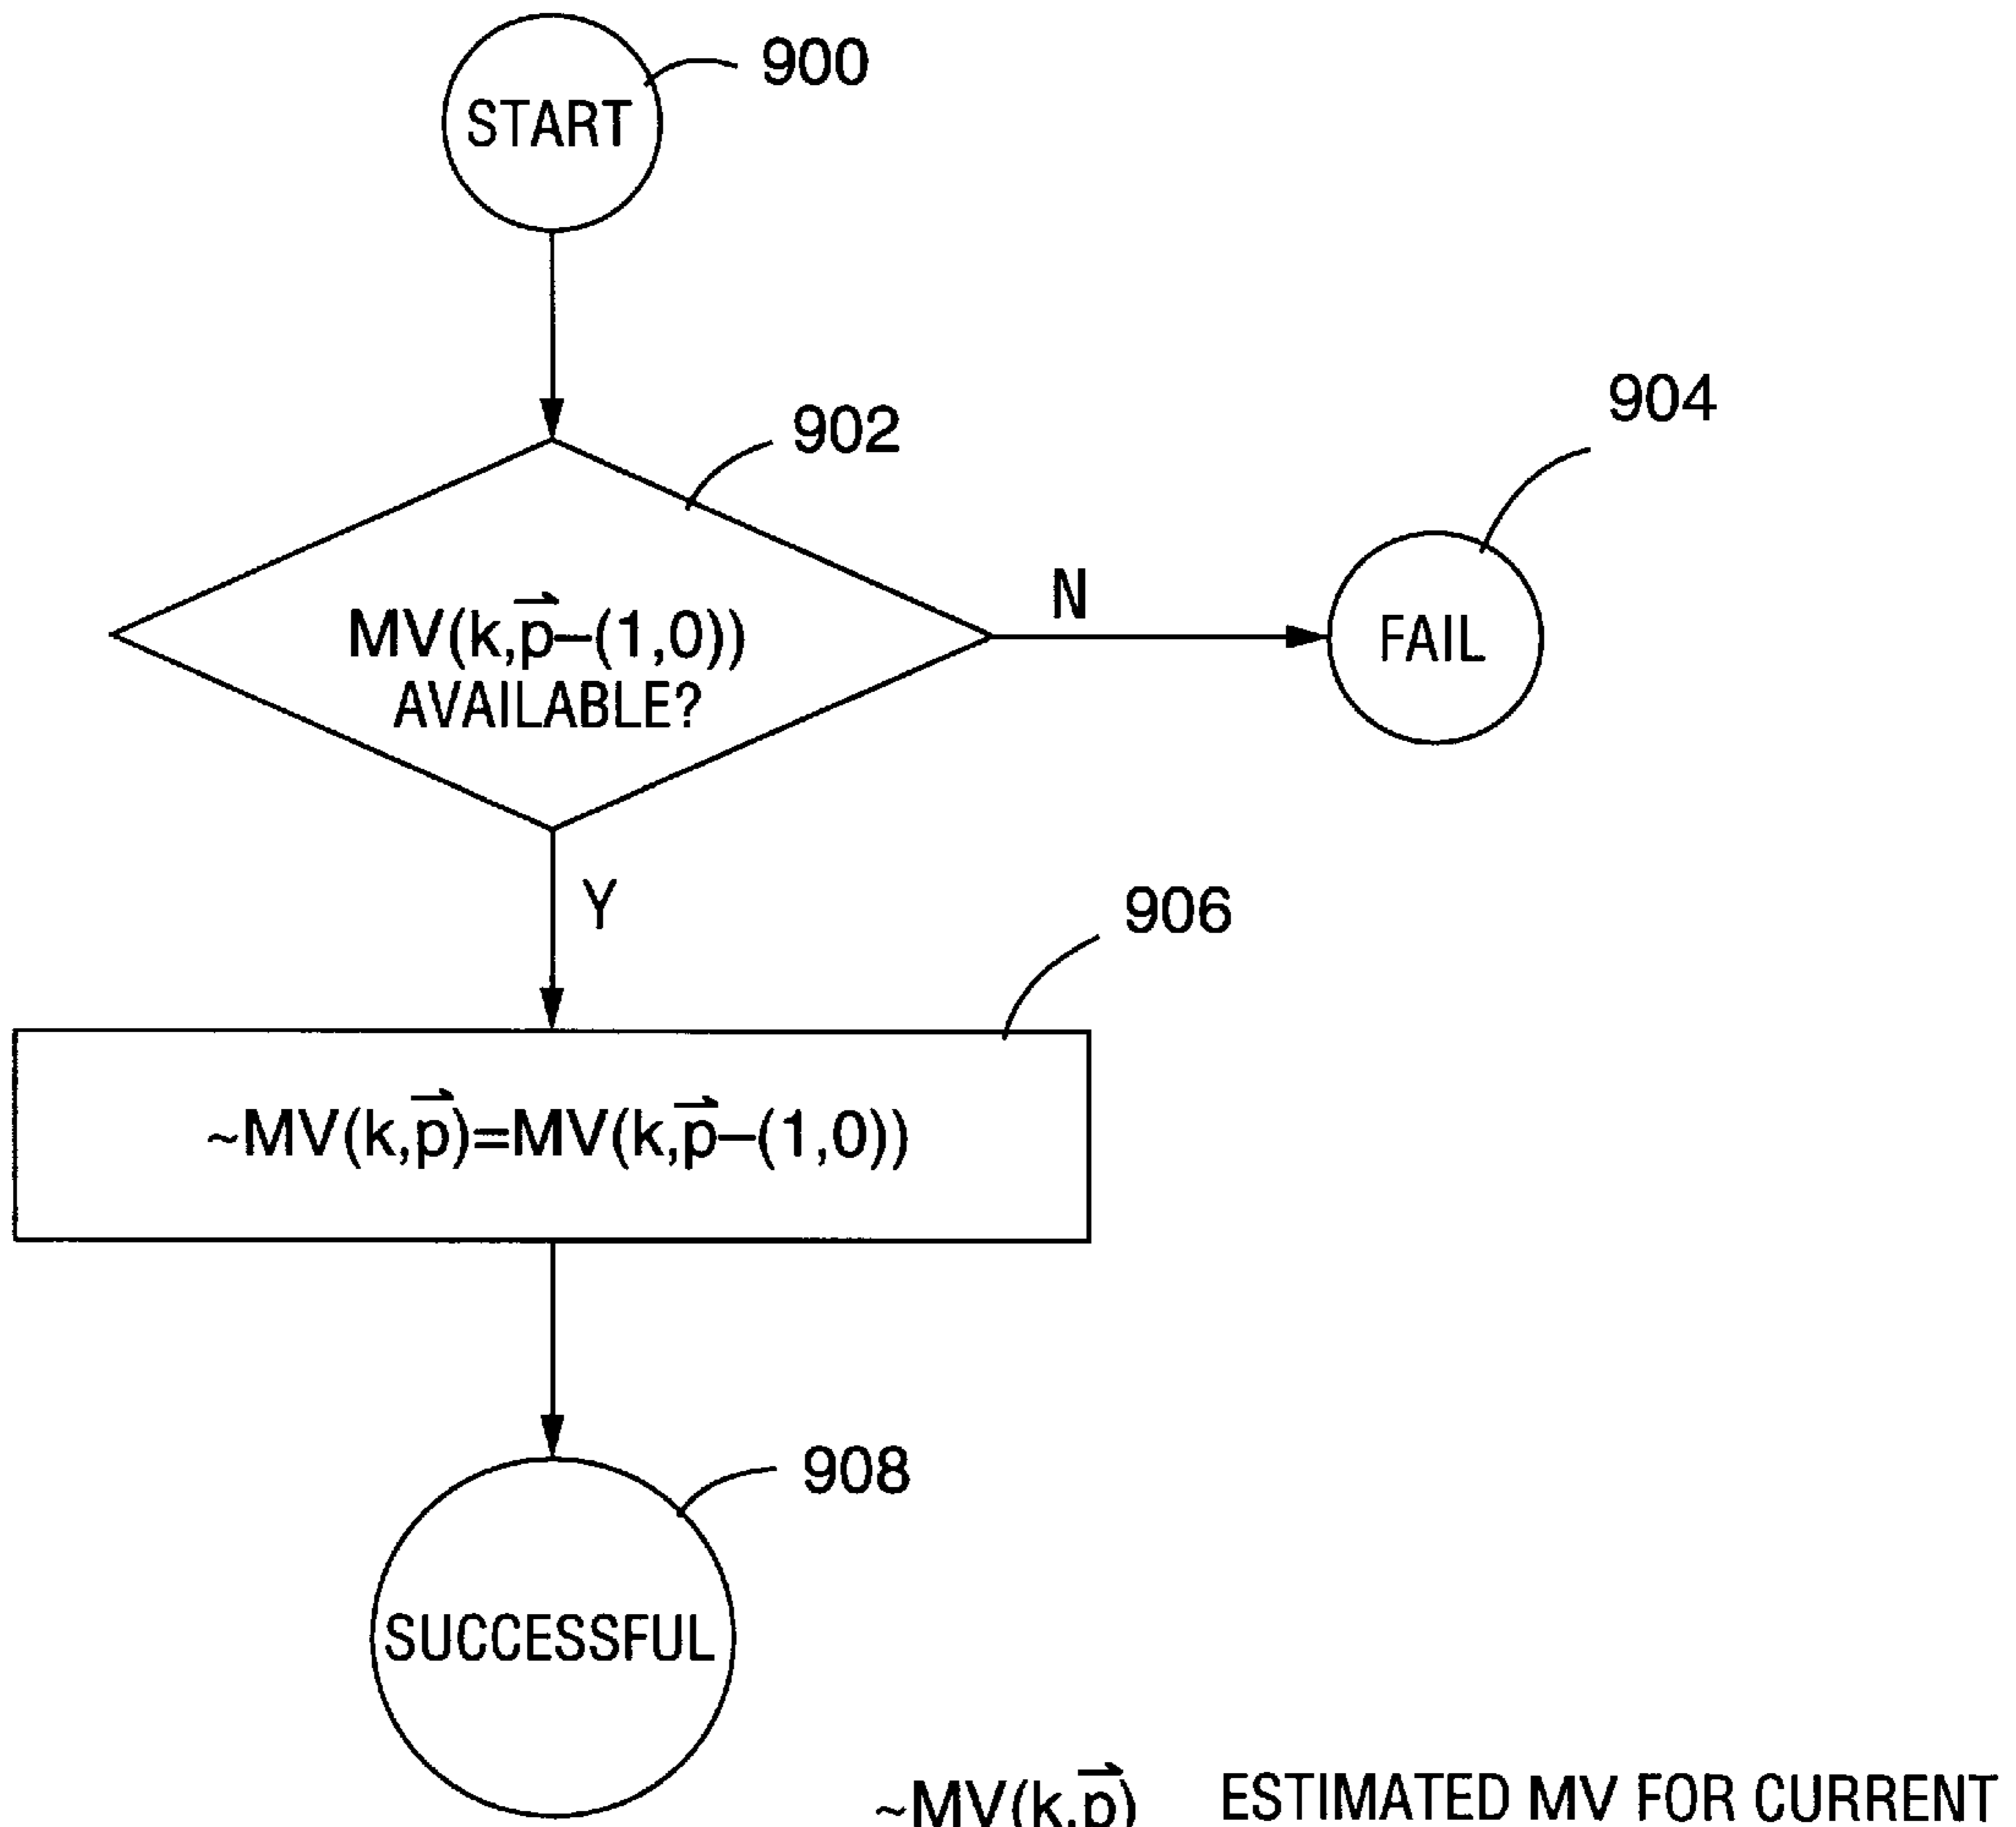 900
START
902
904
MV(k,p⃗–(1,0))
AVAILABLE?
N
FAIL
Y
906
~MV(k,p⃗)=MV(k,p⃗–(1,0))
908
SUCCESSFUL
~MV(k,p⃗) ESTIMATED MV FOR CURRENT